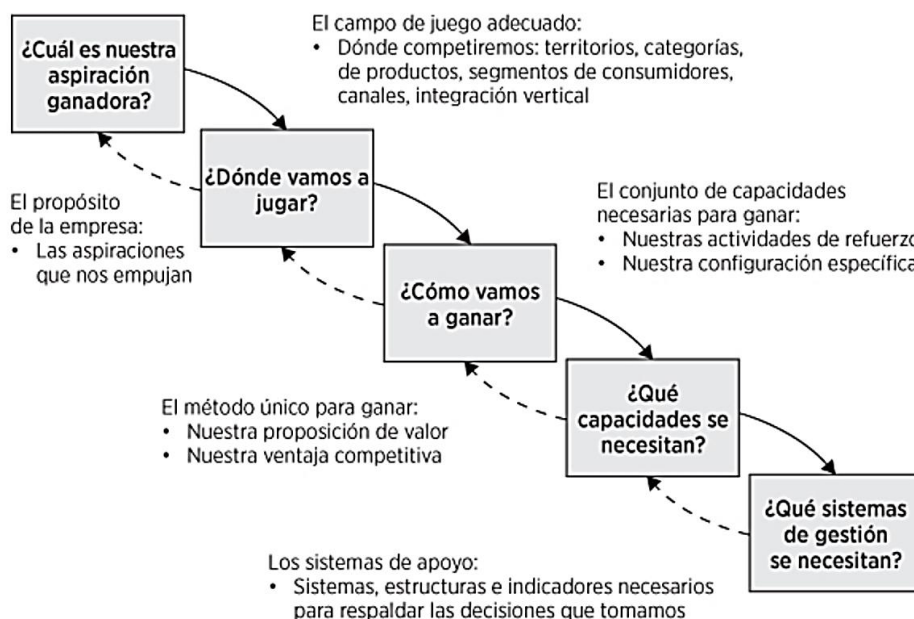 ¿Cuál es nuestra
aspiración
ganadora?
El campo de juego adecuado:
• Dónde competiremos: territorios, categorías,
de productos, segmentos de consumidores,
canales, integración vertical
¿Dónde vamos a
jugar?
El propósito
de la empresa:
• Las aspiraciones
que nos empujan
El conjunto de capacidades
necesarias para ganar:
• Nuestras actividades de refuerzo
• Nuestra configuración específica
¿Cómo vamos
a ganar?
El método único para ganar:
• Nuestra proposición de valor
• Nuestra ventaja competitiva
¿Qué
capacidades se
necesitan?
¿Qué sistemas
de gestión
se necesitan?
Los sistemas de apoyo:
• Sistemas, estructuras e indicadores necesarios
para respaldar las decisiones que tomamos